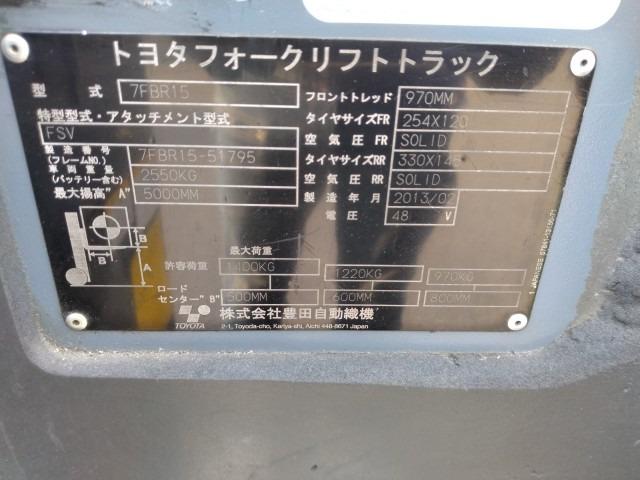 トヨタフォークリフトトラック
型 式 7FBR15
特型型式・アタッチメント型式
FSV
製造番号
(フレームNO.) 7FBR15-51795
車両重量
(バッテリー含む) 2550KG
最大揚高"A" 5000MM
フロントトレッド 970MM
タイヤサイズFR 254X120
空気圧FR SOLID
タイヤサイズRR 330X145
空気圧RR SOLID
製造年月 2013/02
電圧 48 V
B
B
A
最大荷重
許容荷重 1400KG 1220KG 970KG
ロード
センター"B" 500MM 600MM 800MM
TOYOTA
株式会社豊田自動織機
2-1, Toyoda-cho, Kariya-shi, Aichi 448-8671 Japan